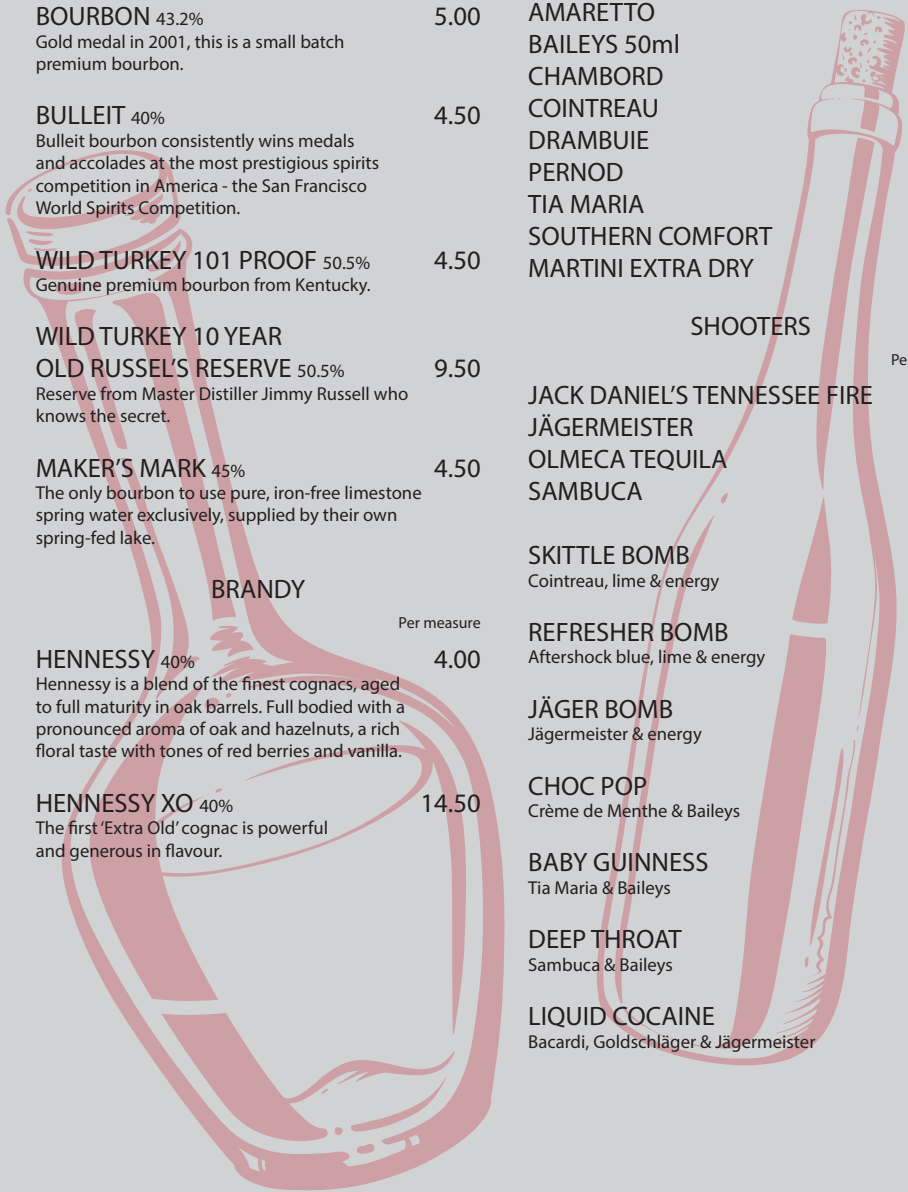 BOURBON 43.2% 5.00
Gold medal in 2001, this is a small batch
premium bourbon.
BULLEIT 40% 4.50
Bulleit bourbon consistently wins medals
and accolades at the most prestigious spirits
competition in America - the San Francisco
World Spirits Competition.
WILD TURKEY 101 PROOF 50.5% 4.50
Genuine premium bourbon from Kentucky.
WILD TURKEY 10 YEAR
OLD RUSSEL'S RESERVE 50.5% 9.50
Reserve from Master Distiller Jimmy Russell who
knows the secret.
MAKER'S MARK 45% 4.50
The only bourbon to use pure, iron-free limestone
spring water exclusively, supplied by their own
spring-fed lake.
BRANDY
Per measure
HENNESSY 40% 4.00
Hennessy is a blend of the finest cognacs, aged
to full maturity in oak barrels. Full bodied with a
pronounced aroma of oak and hazelnuts, a rich
floral taste with tones of red berries and vanilla.
HENNESSY XO 40% 14.50
The first 'Extra Old' cognac is powerful
and generous in flavour.
AMARETTO
BAILEYS 50ml
CHAMBORD
COINTREAU
DRAMBUIE
PERNOD
TIA MARIA
SOUTHERN COMFORT
MARTINI EXTRA DRY
SHOOTERS
Pe
JACK DANIEL'S TENNESSEE FIRE
JÄGERMEISTER
OLMECA TEQUILA
SAMBUCA
SKITTLE BOMB
Cointreau, lime & energy
REFRESHER BOMB
Aftershock blue, lime & energy
JÄGER BOMB
Jägermeister & energy
CHOC POP
Crème de Menthe & Baileys
BABY GUINNESS
Tia Maria & Baileys
DEEP THROAT
Sambuca & Baileys
LIQUID COCAINE
Bacardi, Goldschläger & Jägermeister